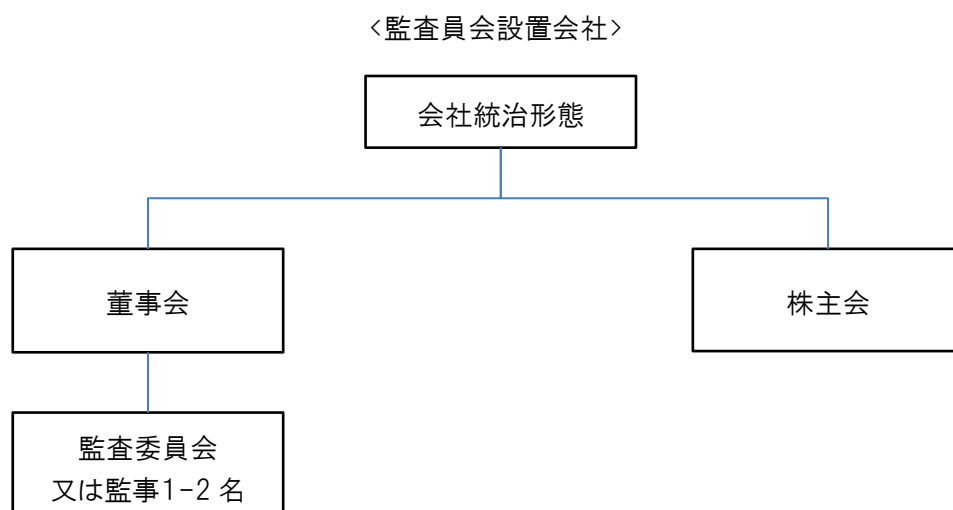 <監査員会設置会社>
会社統治形態
董事会
株主会
監査委員会
又は監事1-2 名